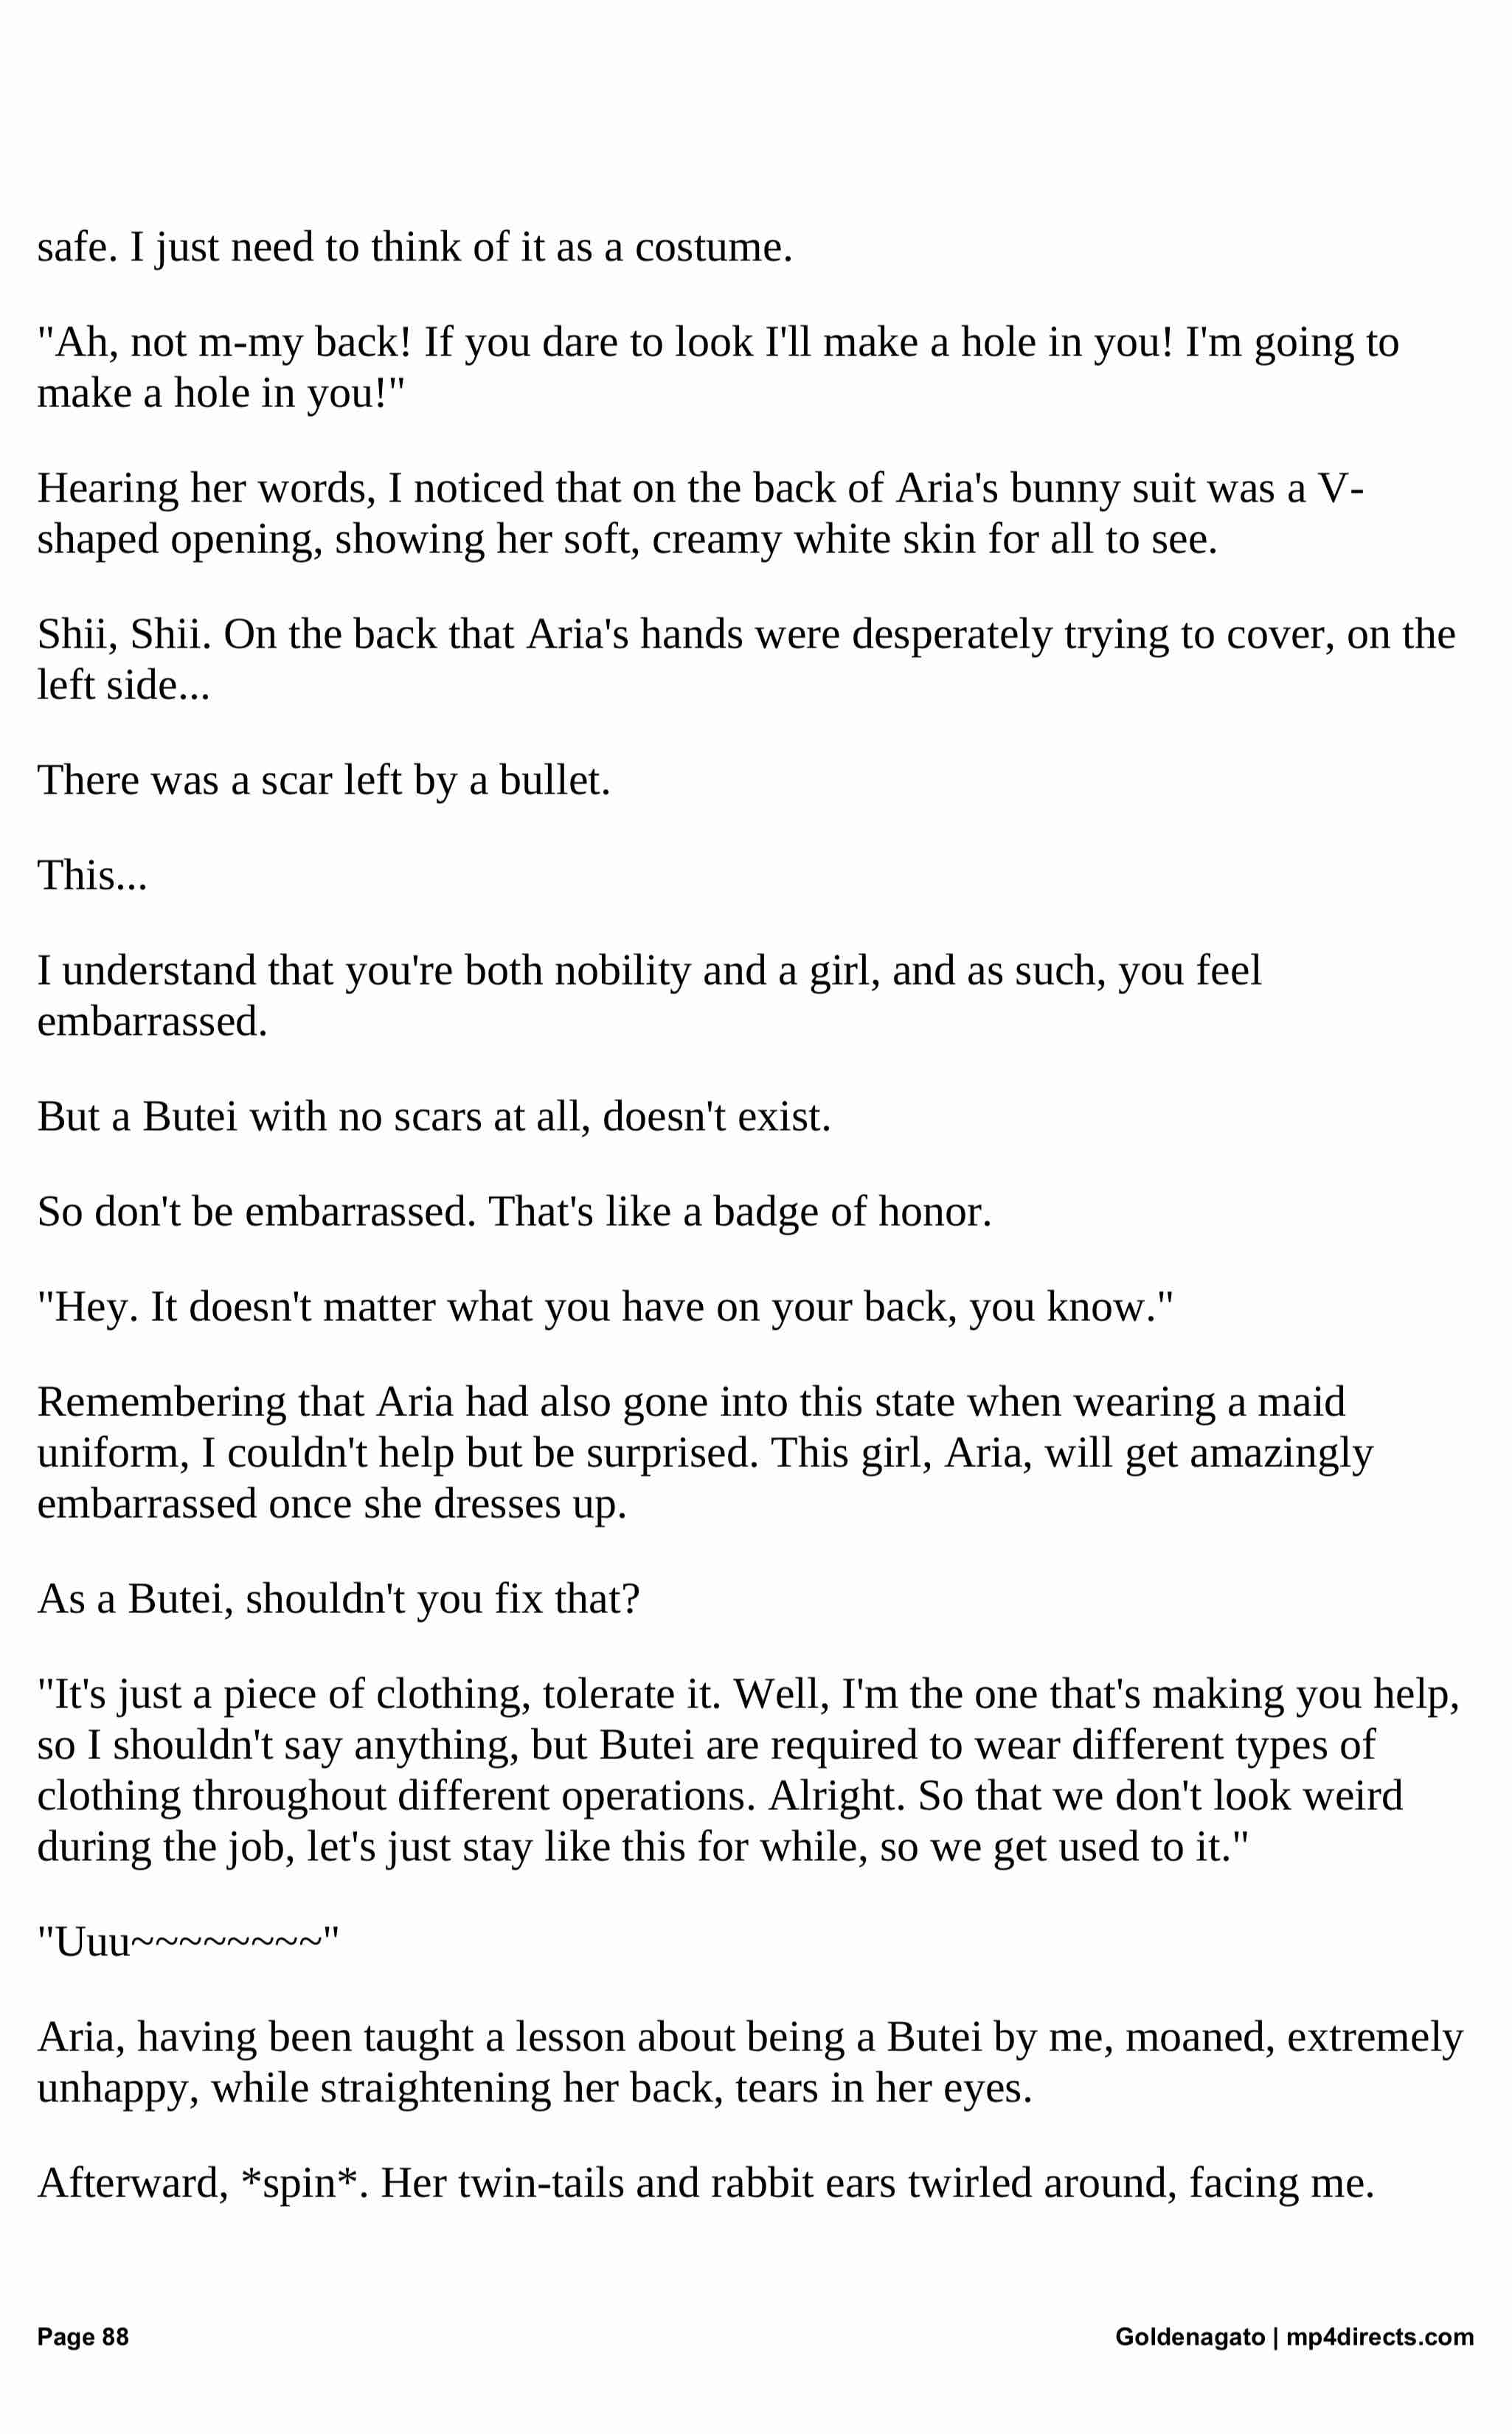 safe. I just need to think of it as a costume.
"Ah, not m-my back! If you dare to look I'll make a hole in you! I'm going to
make a hole in you!"
Hearing her words, I noticed that on the back of Aria's bunny suit was a V-
shaped opening, showing her soft, creamy white skin for all to see.
Shii, Shii. On the back that Aria's hands were desperately trying to cover, on the
left side...
There was a scar left by a bullet.
This...
I understand that you're both nobility and a girl, and as such, you feel
embarrassed.
But a Butei with no scars at all, doesn't exist.
So don't be embarrassed. That's like a badge of honor.
"Hey. It doesn't matter what you have on your back, you know."
Remembering that Aria had also gone into this state when wearing a maid
uniform, I couldn't help but be surprised. This girl, Aria, will get amazingly
embarrassed once she dresses up.
As a Butei, shouldn't you fix that?
"It's just a piece of clothing, tolerate it. Well, I'm the one that's making you help,
so I shouldn't say anything, but Butei are required to wear different types of
clothing throughout different operations. Alright. So that we don't look weird
during the job, let's just stay like this for while, so we get used to it."
"Uuu~~~~~~~~"
Aria, having been taught a lesson about being a Butei by me, moaned, extremely
unhappy, while straightening her back, tears in her eyes.
Afterward, *spin*. Her twin-tails and rabbit ears twirled around, facing me.
Page 88
Goldenagato | mp4directs.com